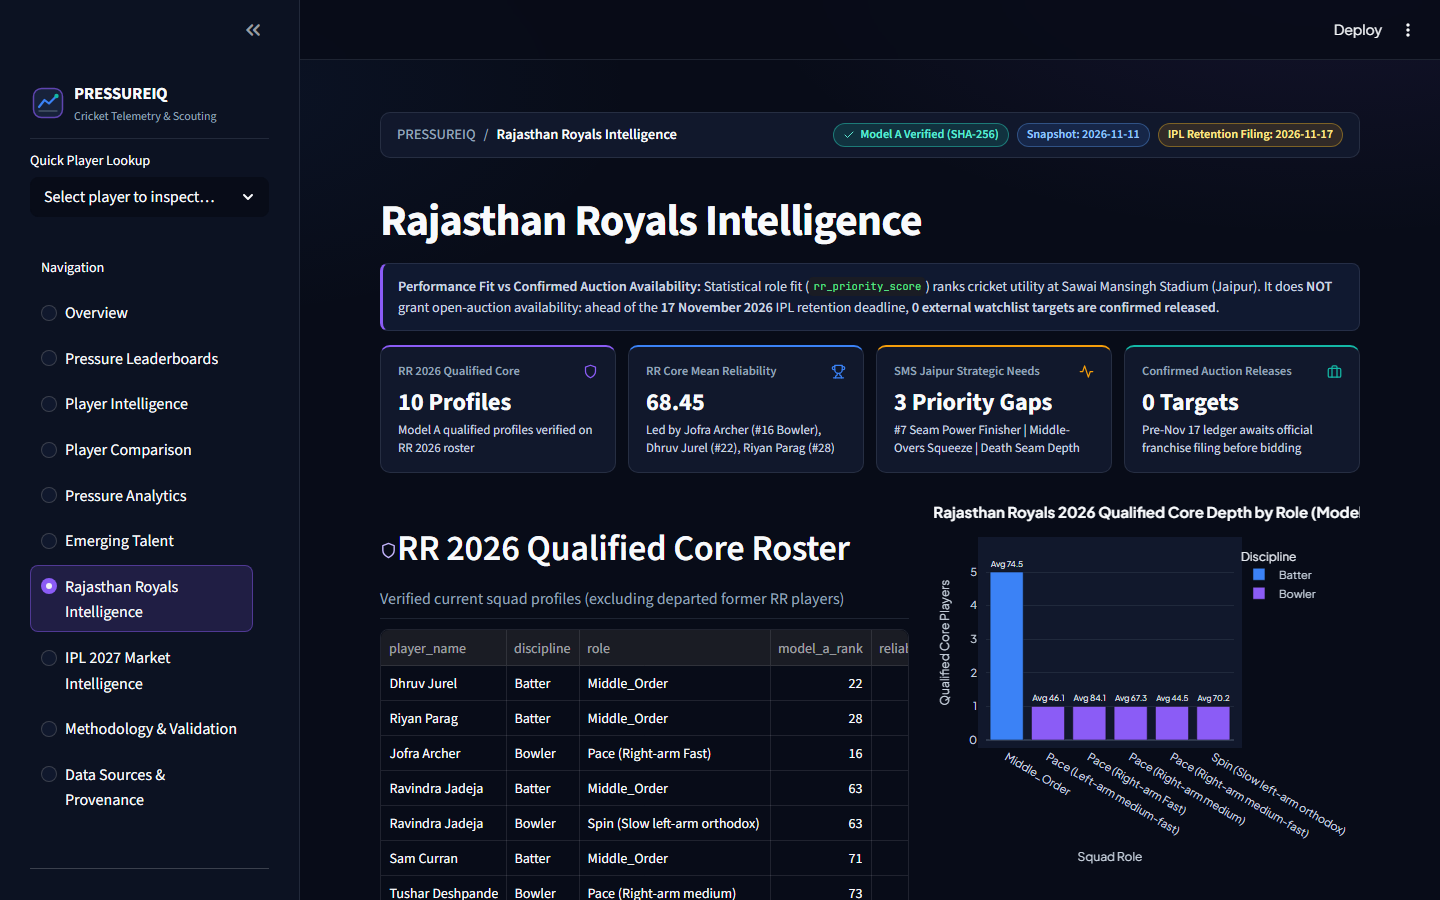 Deploy
PRESSUREIQ
Cricket Telemetry & Scouting
Quick Player Lookup
Select player to inspect...
Navigation
Overview
Pressure Leaderboards
Player Intelligence
Player Comparison
Pressure Analytics
Emerging Talent
Rajasthan Royals
Intelligence
IPL 2027 Market
Intelligence
Methodology & Validation
Data Sources &
Provenance
PRESSUREIQ / Rajasthan Royals Intelligence
Model A Verified (SHA-256)
Snapshot: 2026-11-11
IPL Retention Filing: 2026-11-17
Rajasthan Royals Intelligence
Performance Fit vs Confirmed Auction Availability: Statistical role fit ( rr_priority_score ) ranks cricket utility at Sawai Mansingh Stadium (Jaipur). It does NOT
grant open-auction availability: ahead of the 17 November 2026 IPL retention deadline, 0 external watchlist targets are confirmed released.
RR 2026 Qualified Core
10 Profiles
Model A qualified profiles verified on
RR 2026 roster
RR Core Mean Reliability
68.45
Led by Jofra Archer (#16 Bowler),
Dhruv Jurel (#22), Riyan Parag (#28)
SMS Jaipur Strategic Needs
3 Priority Gaps
#7 Seam Power Finisher | Middle-
Overs Squeeze | Death Seam Depth
Confirmed Auction Releases
0 Targets
Pre-Nov 17 ledger awaits official
franchise filing before bidding
RR 2026 Qualified Core Roster
Verified current squad profiles (excluding departed former RR players)
player_name discipline role model_a_rank reliab
Dhruv Jurel Batter Middle_Order 22
Riyan Parag Batter Middle_Order 28
Jofra Archer Bowler Pace (Right-arm Fast) 16
Ravindra Jadeja Batter Middle_Order 63
Ravindra Jadeja Bowler Spin (Slow left-arm orthodox) 63
Sam Curran Batter Middle_Order 71
Tushar Deshpande Bowler Pace (Right-arm medium) 73
Rajasthan Royals 2026 Qualified Core Depth by Role (Model
Discipline
Batter
Bowler
Qualified Core Players
5
4
3
2
1
0
Avg 74.5
Avg 46.1
Avg 84.1
Avg 67.3
Avg 44.5
Avg 70.2
Middle_Order
Pace (Left-arm medium-fast)
Pace (Right-arm Fast)
Pace (Right-arm medium)
Pace (Right-arm medium-fast)
Spin (Slow left-arm orthodox)
Squad Role